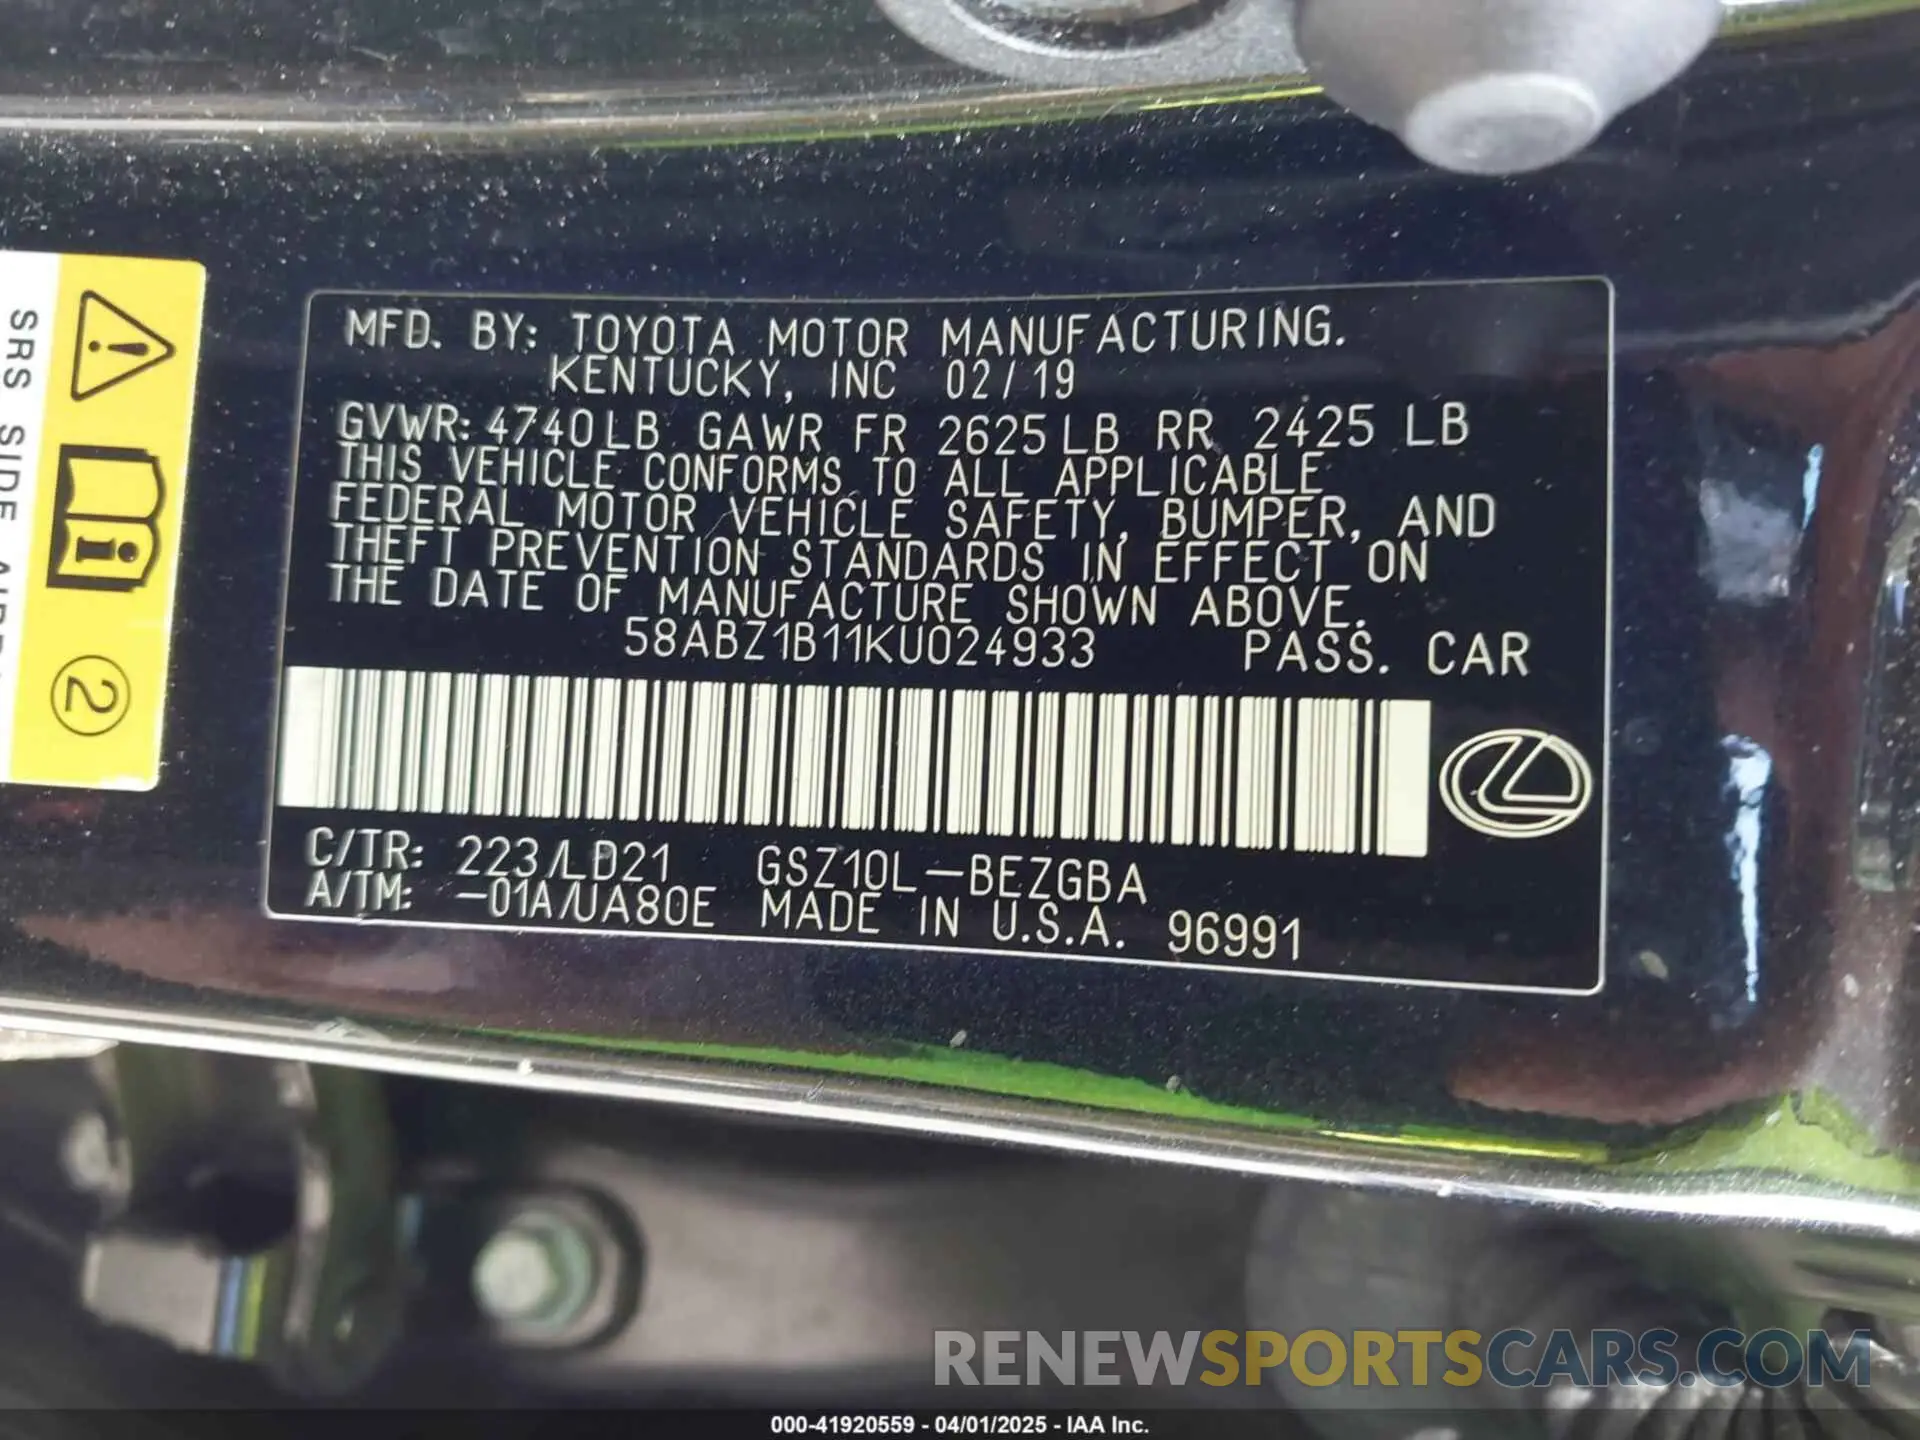 MFD. BY: TOYOTA MOTOR MANUFACTURING.
KENTUCKY, INC 02/19
GVWR: 4740LB GAWR FR 2625LB RR 2425 LB
THIS VEHICLE CONFORMS TO ALL APPLICABLE
FEDERAL MOTOR VEHICLE SAFETY, BUMPER, AND
THEFT PREVENTION STANDARDS IN EFFECT ON
THE DATE OF MANUFACTURE SHOWN ABOVE.
58ABZ1B11KU024933 PASS. CAR
C/TR: 223/LD21 GSZ10L-BEZGBA
A/TM: -01A/UA80E MADE IN U.S.A. 96991
SRS SIDE
2
RENEWSPORTSCARS.COM
000-41920559 - 04/01/2025 - IAA Inc.